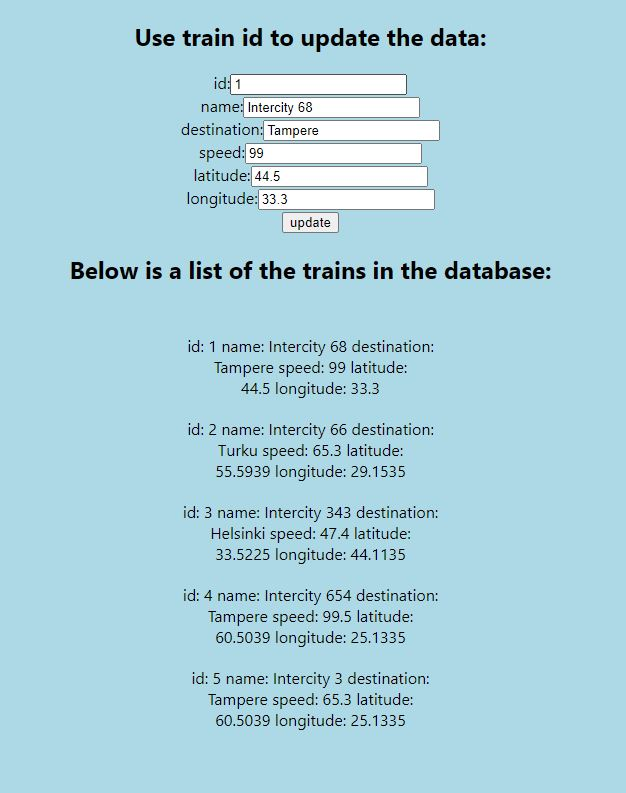 Use train id to update the data:
id: 1
name: Intercity 68
destination: Tampere
speed: 99
latitude: 44.5
longitude: 33.3
update
Below is a list of the trains in the database:
id: 1 name: Intercity 68 destination:
Tampere speed: 99 latitude:
44.5 longitude: 33.3
id: 2 name: Intercity 66 destination:
Turku speed: 65.3 latitude:
55.5939 longitude: 29.1535
id: 3 name: Intercity 343 destination:
Helsinki speed: 47.4 latitude:
33.5225 longitude: 44.1135
id: 4 name: Intercity 654 destination:
Tampere speed: 99.5 latitude:
60.5039 longitude: 25.1335
id: 5 name: Intercity 3 destination:
Tampere speed: 65.3 latitude:
60.5039 longitude: 25.1335